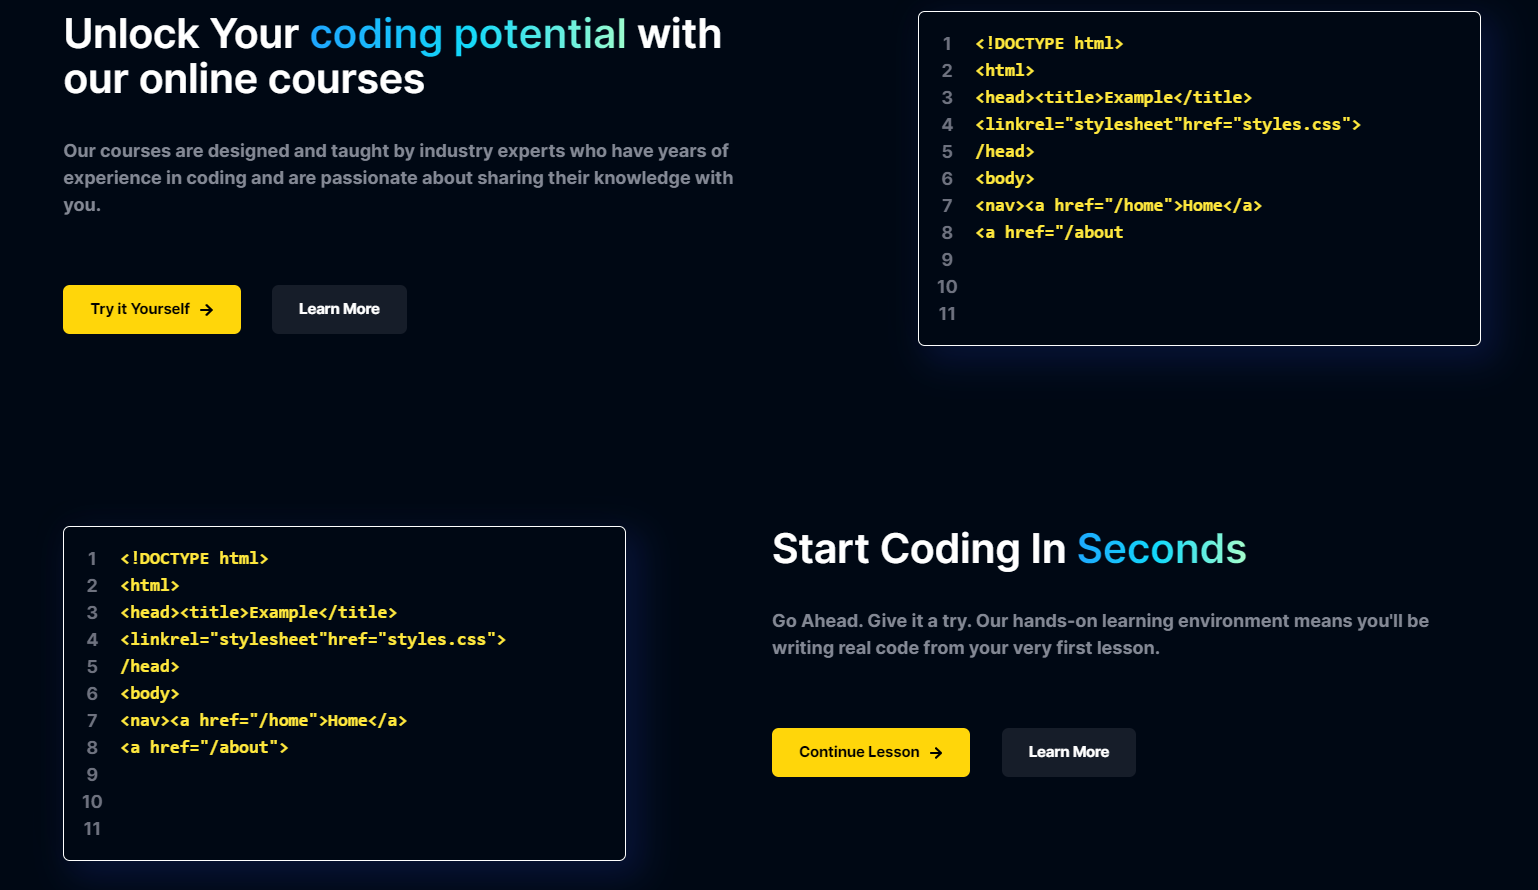 Unlock Your coding potential with
our online courses
Our courses are designed and taught by industry experts who have years of
experience in coding and are passionate about sharing their knowledge with
you.
Try it Yourself →
Learn More
1 <!DOCTYPE html>
2 <html>
3 <head><title>Example</title>
4 <linkrel="stylesheet"href="styles.css">
5 /head>
6 <body>
7 <nav><a href="/home">Home</a>
8 <a href="/about
9
10
11
1 <!DOCTYPE html>
2 <html>
3 <head><title>Example</title>
4 <linkrel="stylesheet"href="styles.css">
5 /head>
6 <body>
7 <nav><a href="/home">Home</a>
8 <a href="/about">
9
10
11
Start Coding In Seconds
Go Ahead. Give it a try. Our hands-on learning environment means you'll be
writing real code from your very first lesson.
Continue Lesson →
Learn More